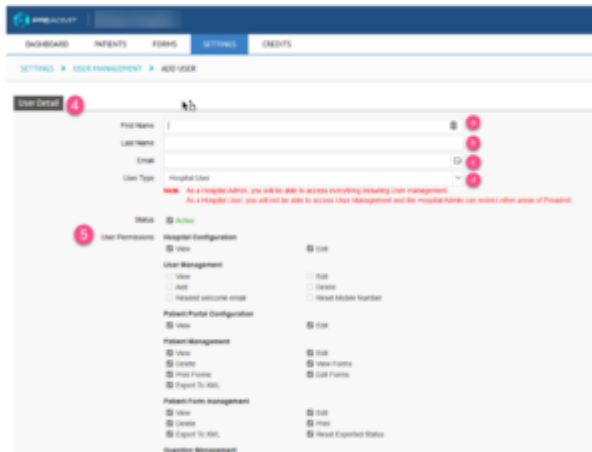 PREADMIT
DASHBOARD PATIENTS FORMS SETTINGS CREDITS
SETTINGS USER MANAGEMENT ADD USER
User Detail 4
First Name a
Last Name b
Email c
User Type Hospital User d
Note As a Hospital Admin, you will be able to access everything including User management.
As a Hospital User, you will not be able to access User Management and the Hospital Admin can restrict other areas of Preadmit.
Status Active
5 User Permissions Hospital Configuration
View Edit
User Management
View Edit
Add Delete
Resend welcome email Reset Mobile Number
Patient Portal Configuration
View Edit
Patient Management
View Edit
Delete View Forms
Print Forms Edit Forms
Export To XML
Patient Form management
View Edit
Delete Print
Export To XML Reset Exported Status
Question Management